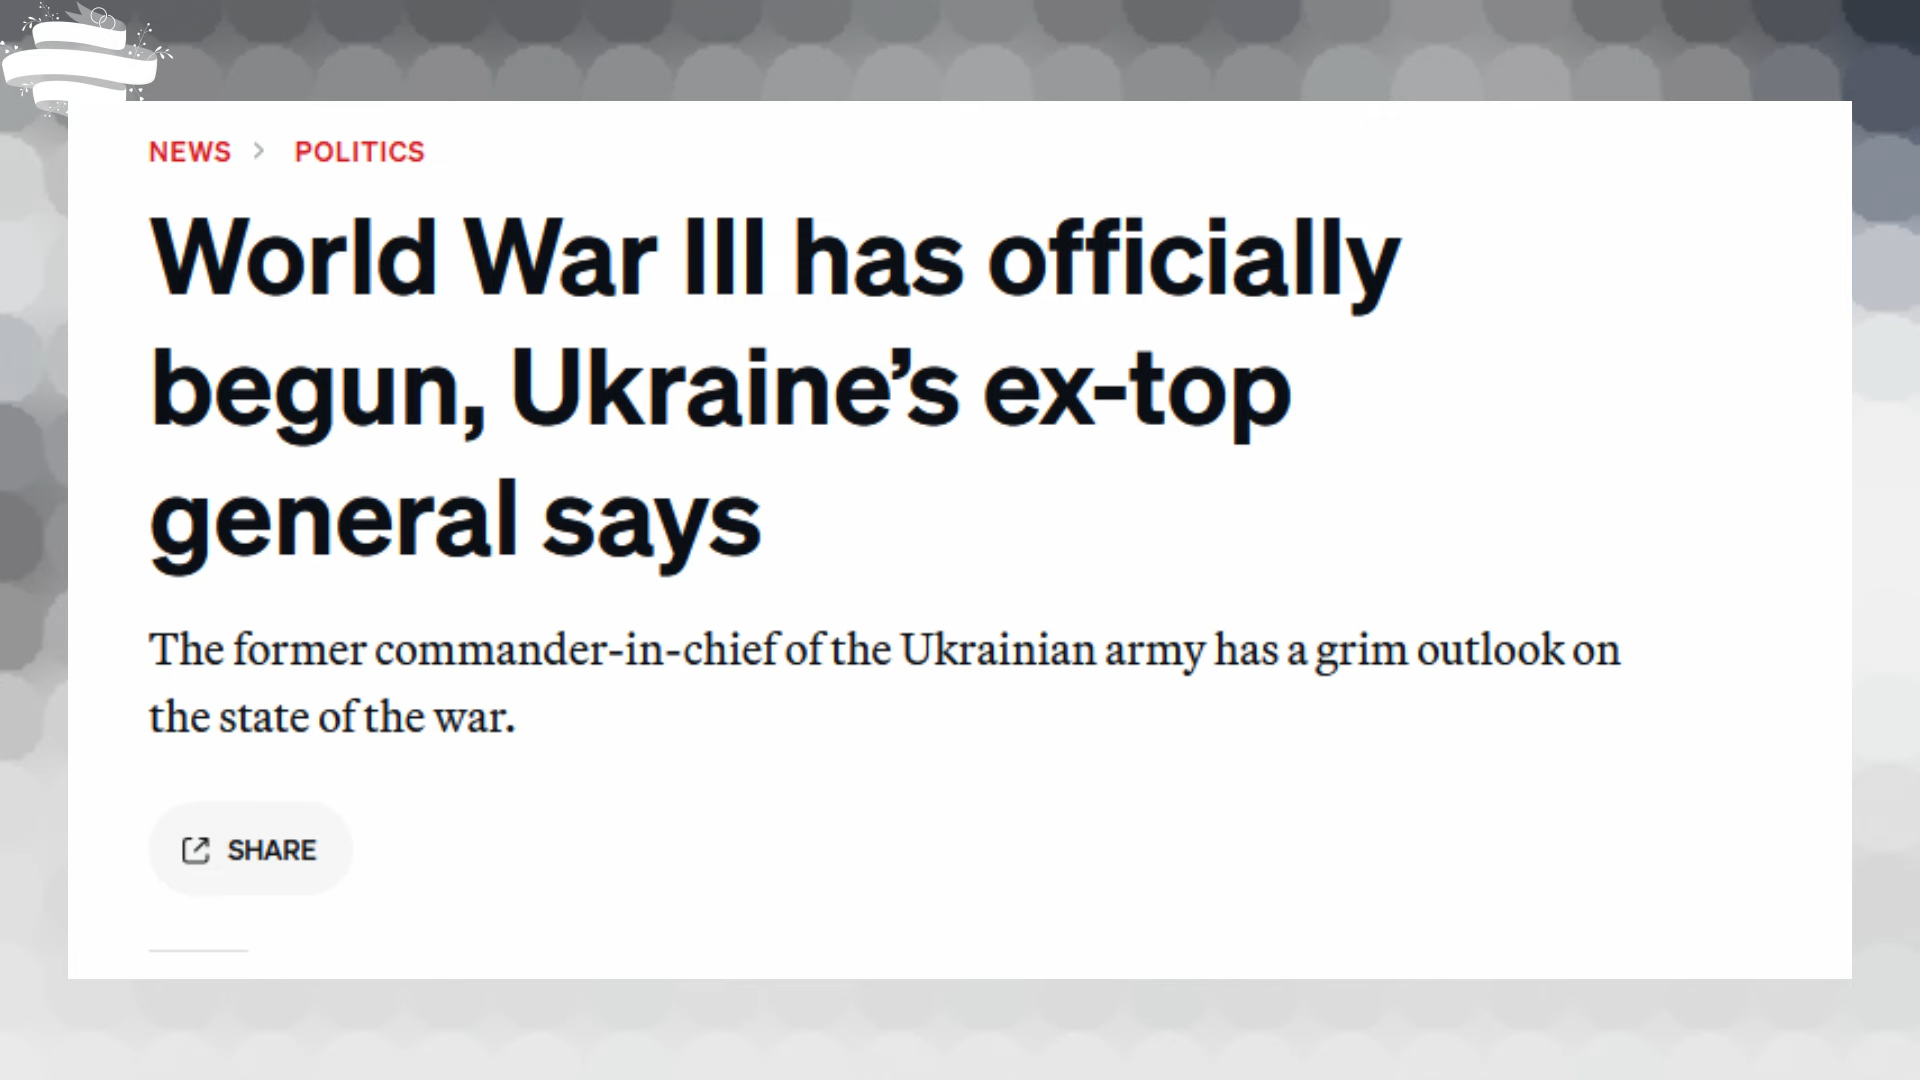 NEWS > POLITICS
World War III has officially
begun, Ukraine’s ex-top
general says
The former commander-in-chief of the Ukrainian army has a grim outlook on
the state of the war.
SHARE